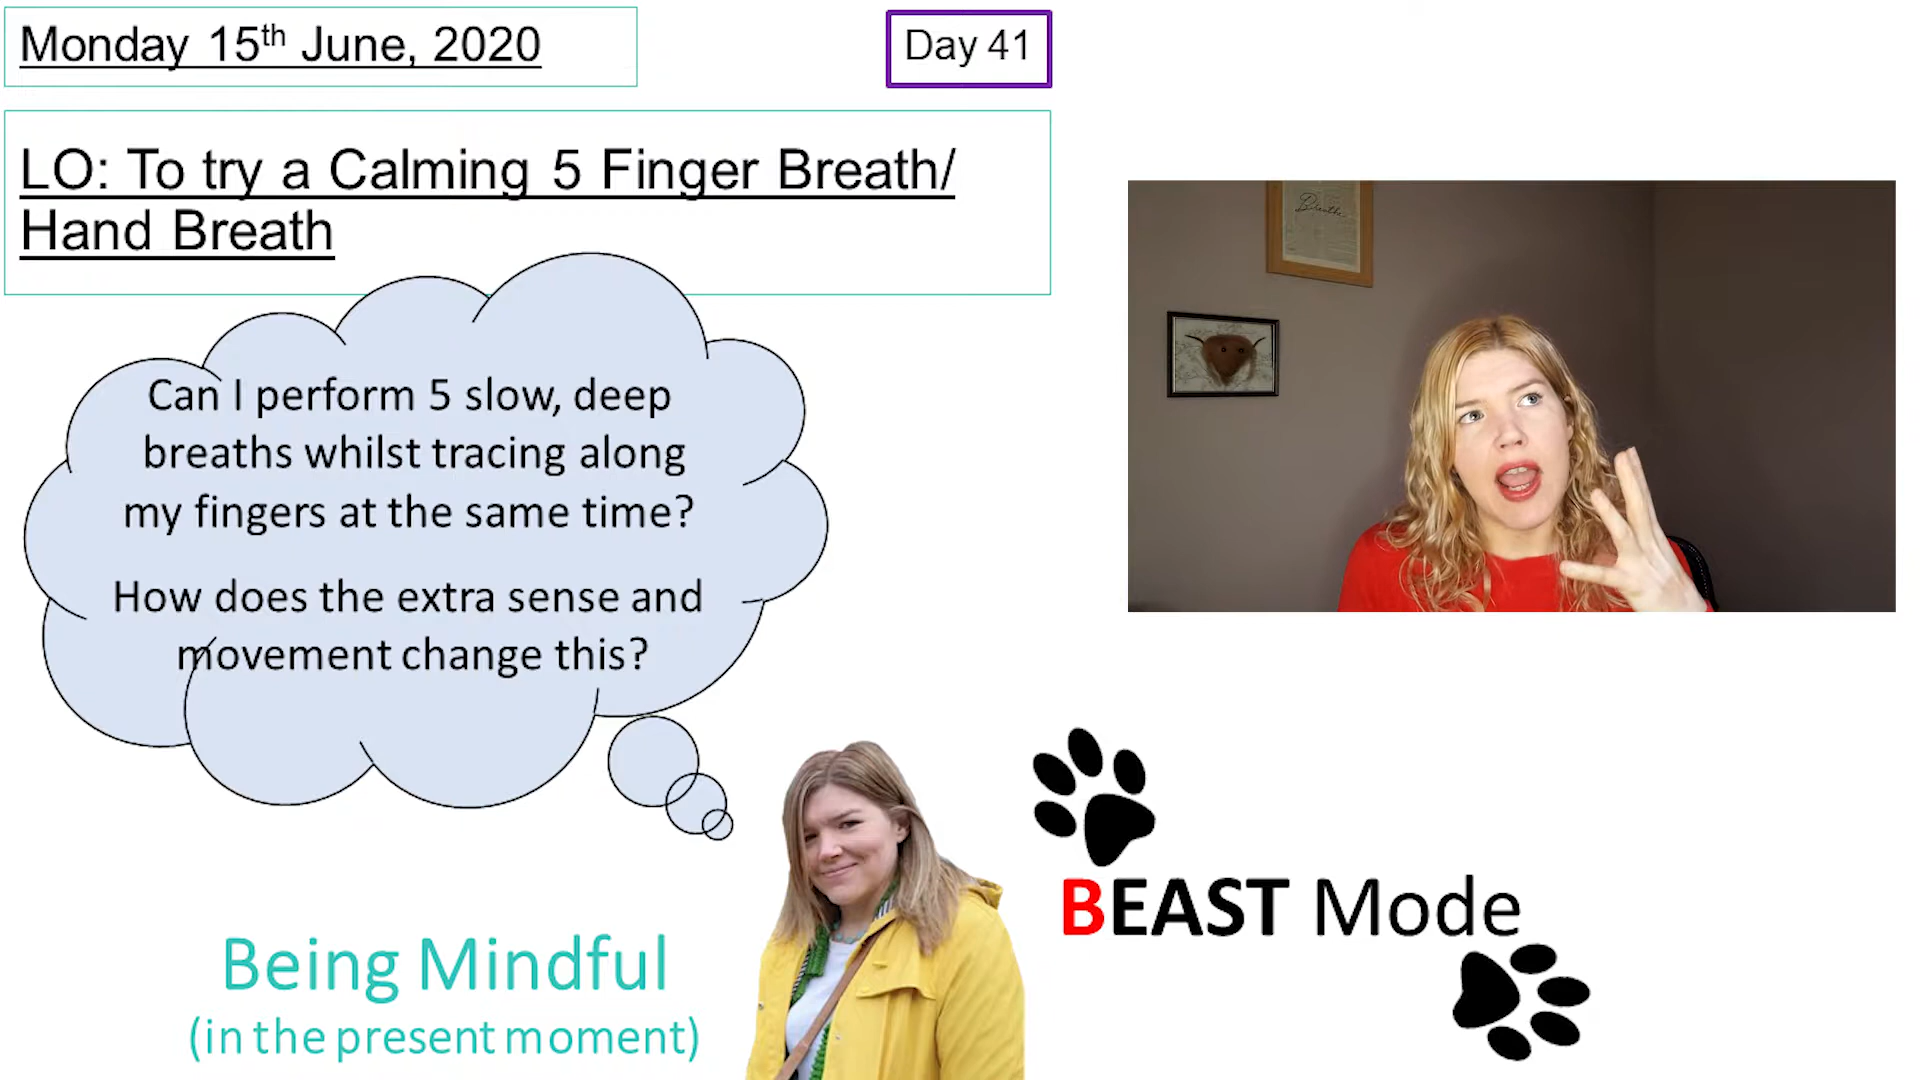 Monday 15th June, 2020
Day 41
LO: To try a Calming 5 Finger Breath/
Hand Breath
Breathe
Can I perform 5 slow, deep
breaths whilst tracing along
my fingers at the same time?
How does the extra sense and
movement change this?
BEAST Mode
Being Mindful
(in the present moment)